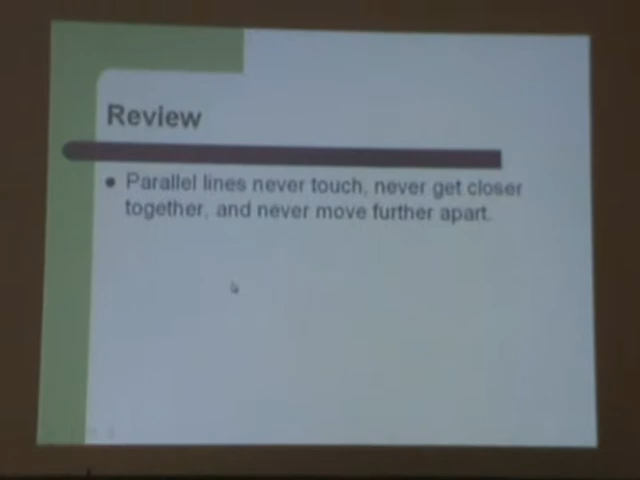 Review
Parallel lines never touch, never get closer
together, and never move further apart.